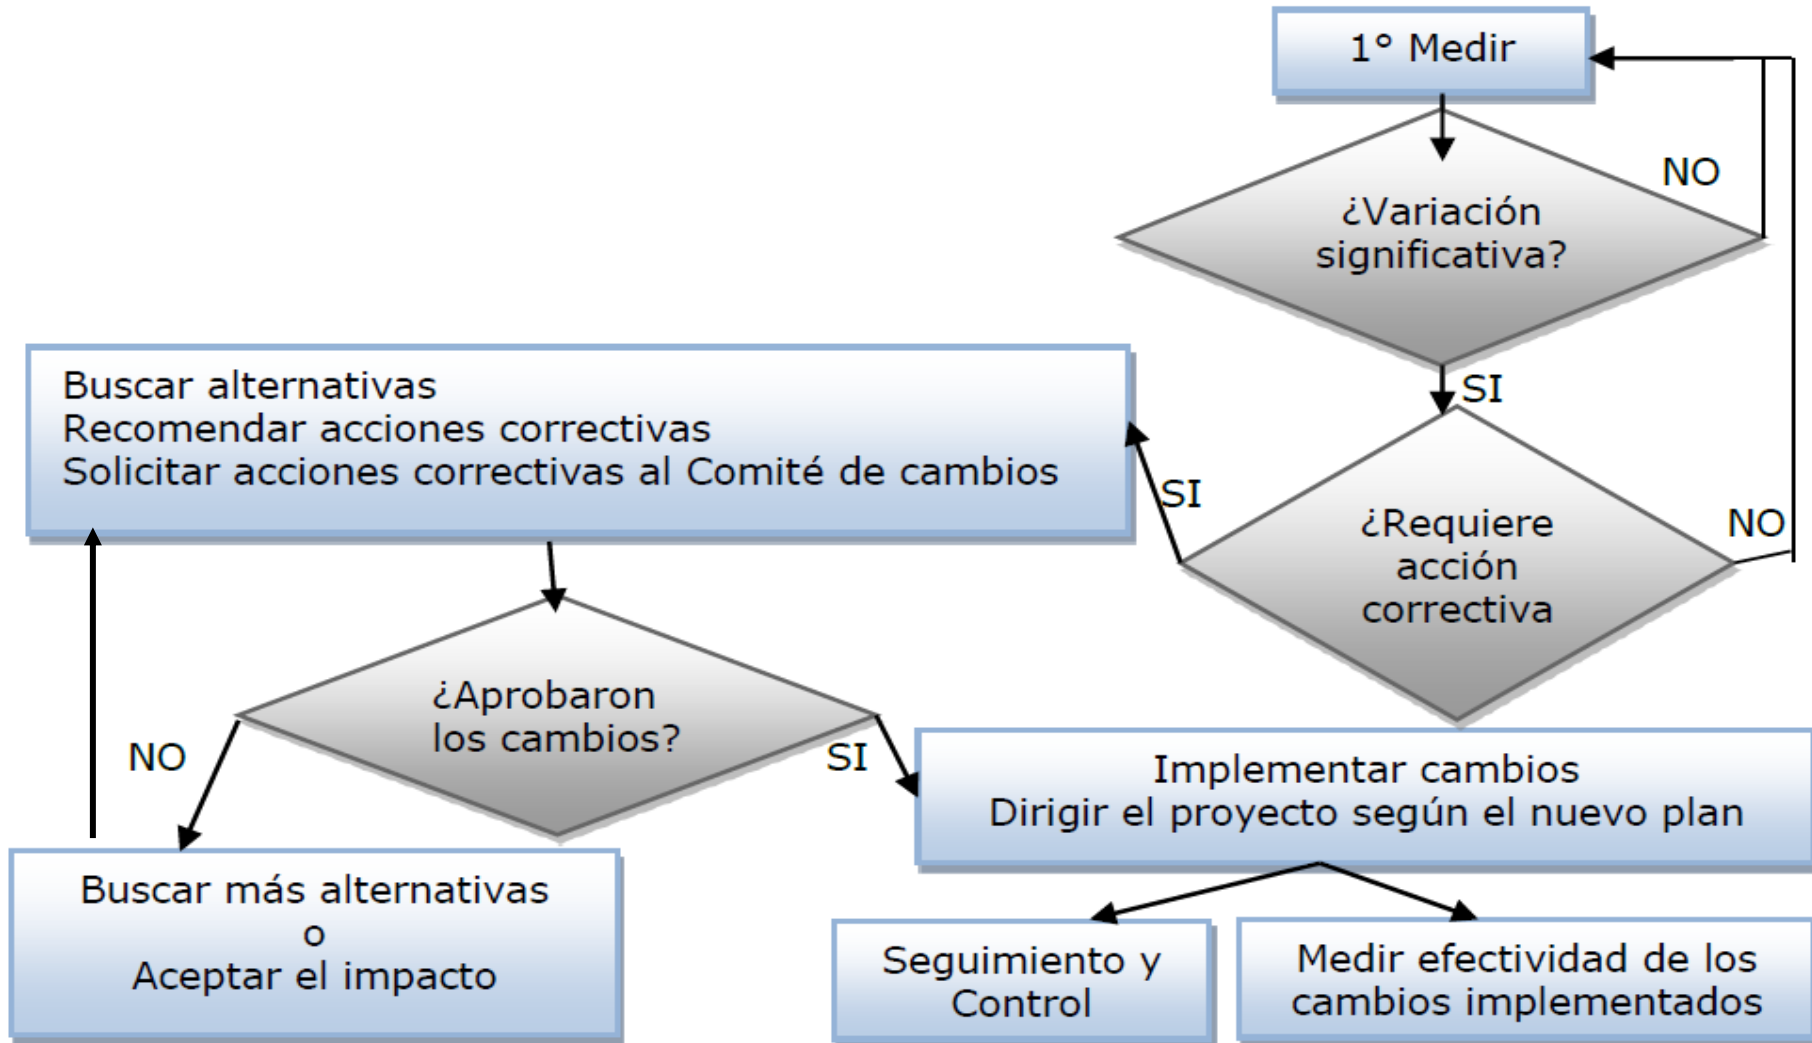 1° Medir
¿Variación
significativa?
NO
SI
¿Requiere
acción
correctiva
NO
SI
Buscar alternativas
Recomendar acciones correctivas
Solicitar acciones correctivas al Comité de cambios
¿Aprobaron
los cambios?
NO
SI
Buscar más alternativas
o
Aceptar el impacto
Implementar cambios
Dirigir el proyecto según el nuevo plan
Seguimiento y
Control
Medir efectividad de los
cambios implementados